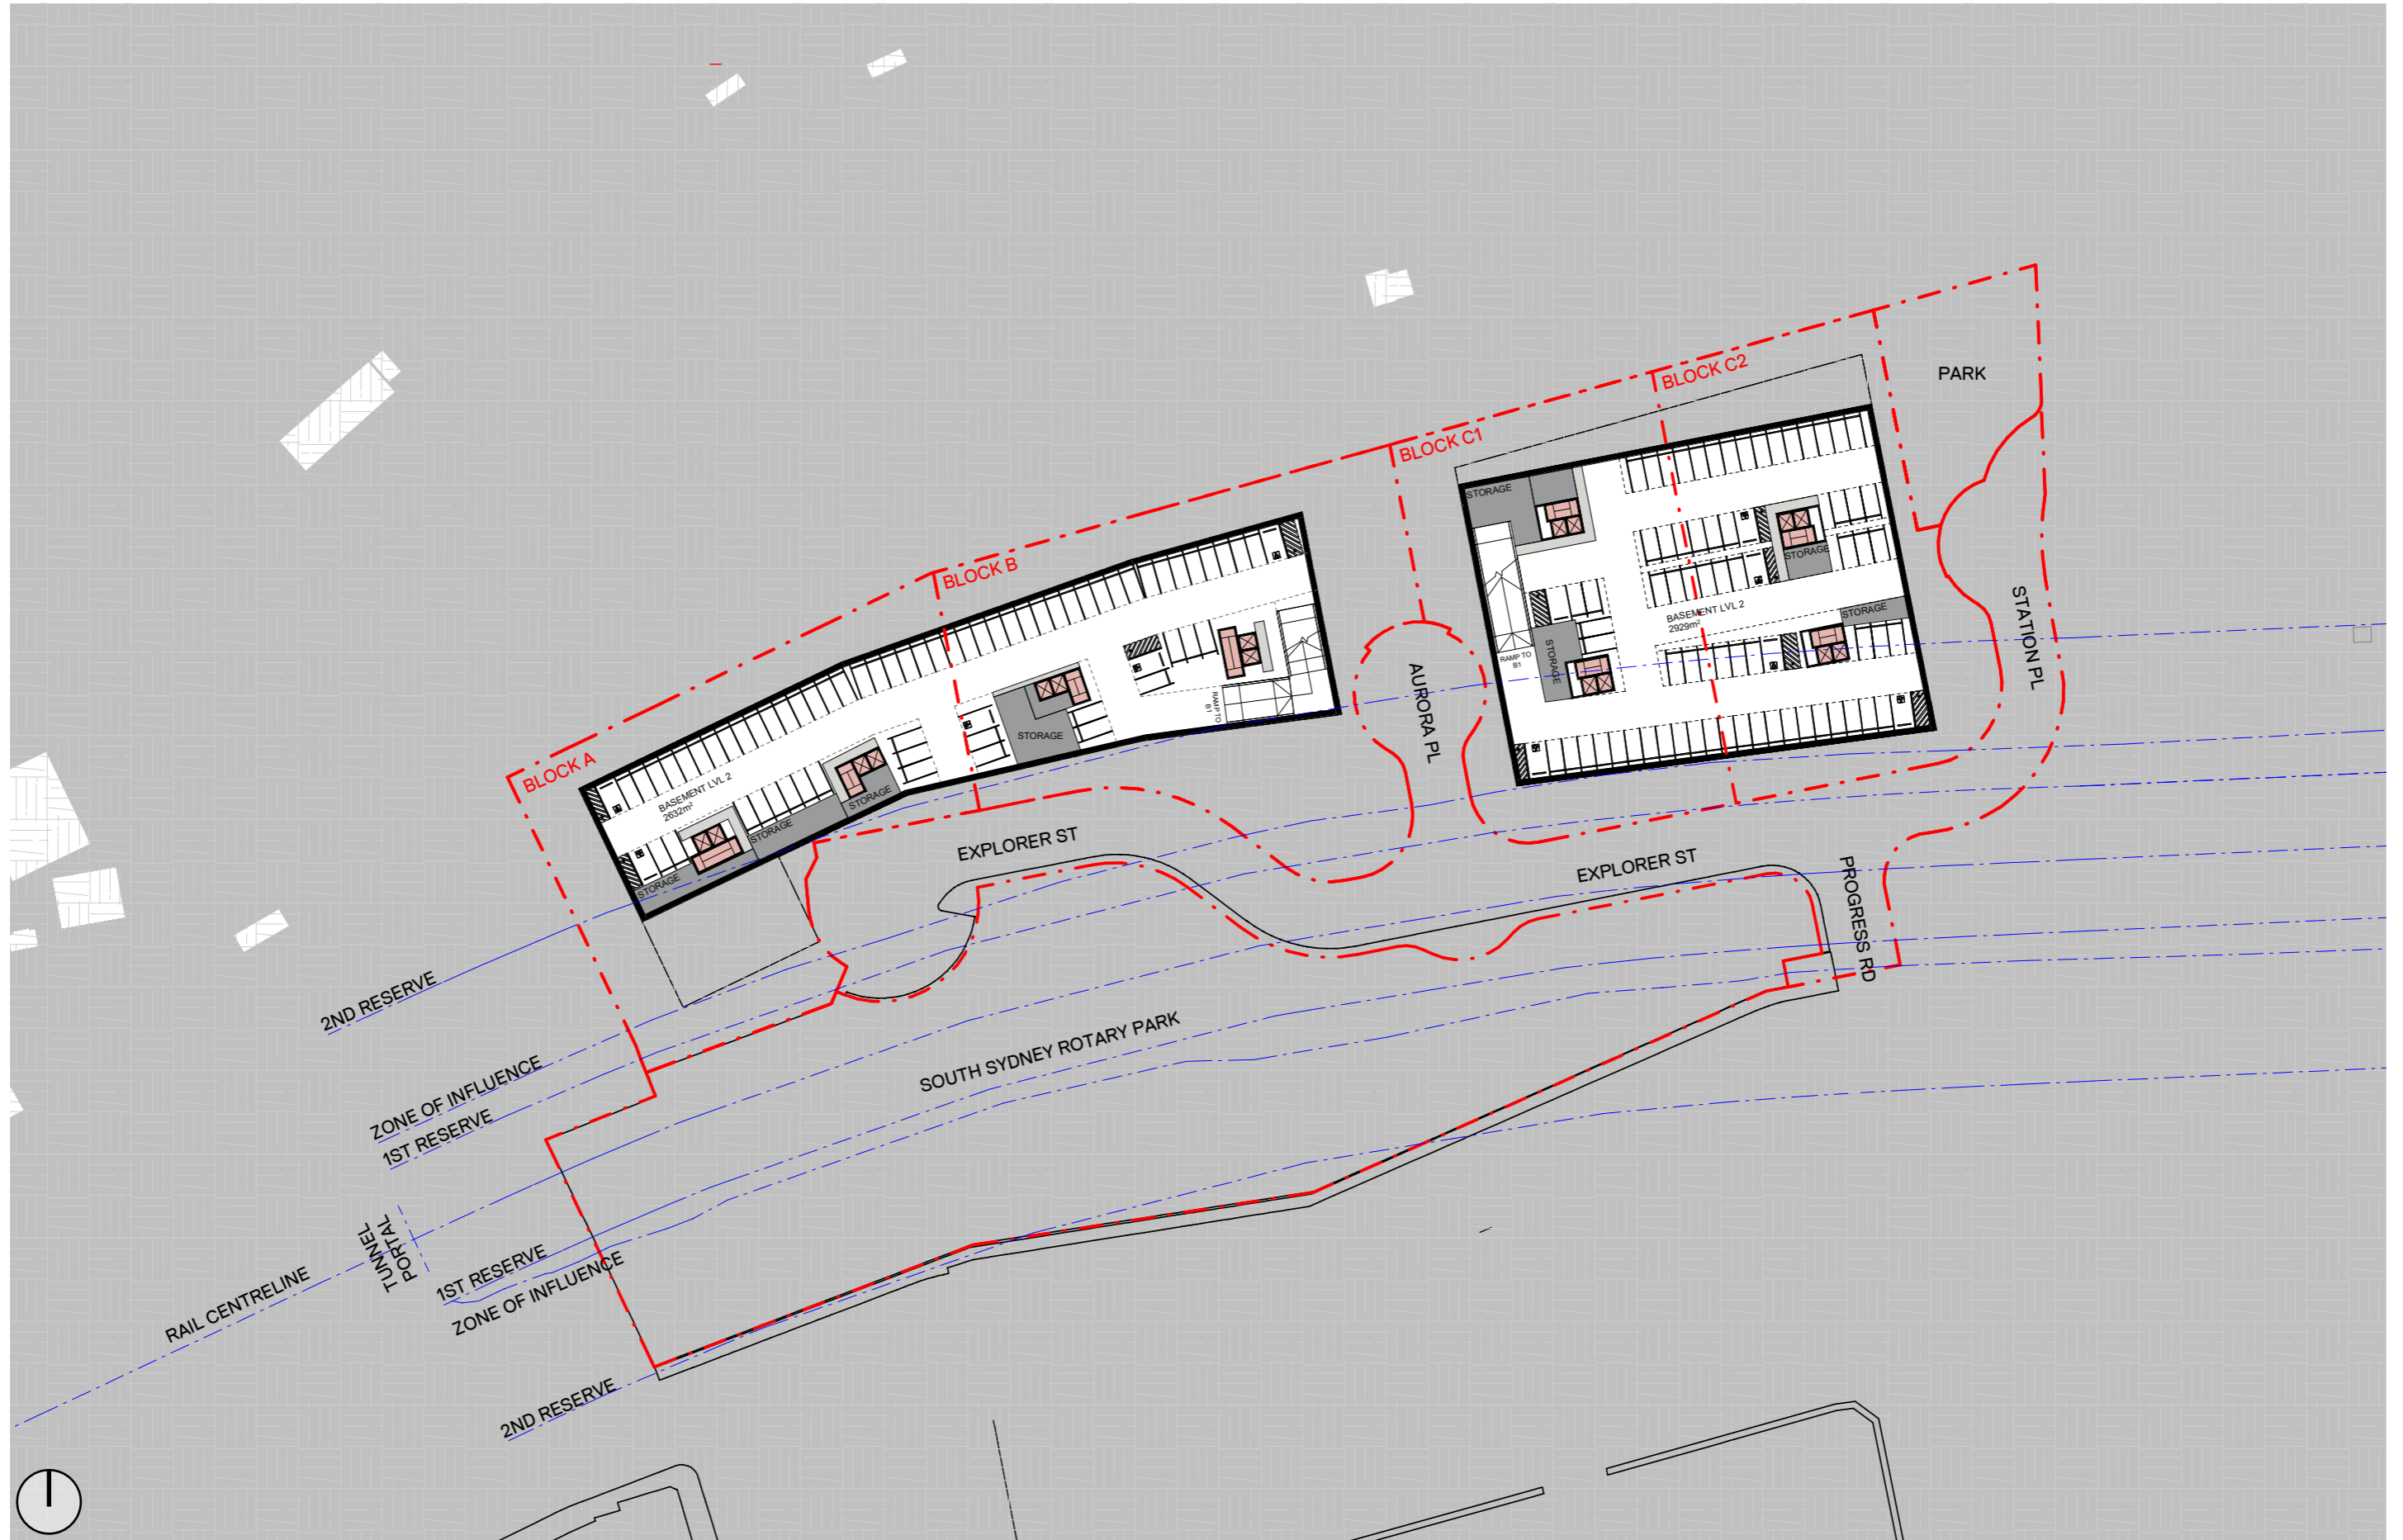 PARK
BLOCK C2
BLOCK C1
STORAGE
STORAGE
BLOCK B
STORAGE
BASEMENT LVL 2
2929m²
STATION PL
RAMP TO
B1
STORAGE
AURORA PL
RAMP TO
B1
STORAGE
BLOCK A
BASEMENT LVL 2
2632m²
STORAGE
STORAGE
STORAGE
EXPLORER ST
EXPLORER ST
PROGRESS RD
2ND RESERVE
SOUTH SYDNEY ROTARY PARK
ZONE OF INFLUENCE
1ST RESERVE
TUNNEL
PORTAL
1ST RESERVE
ZONE OF INFLUENCE
RAIL CENTRELINE
2ND RESERVE